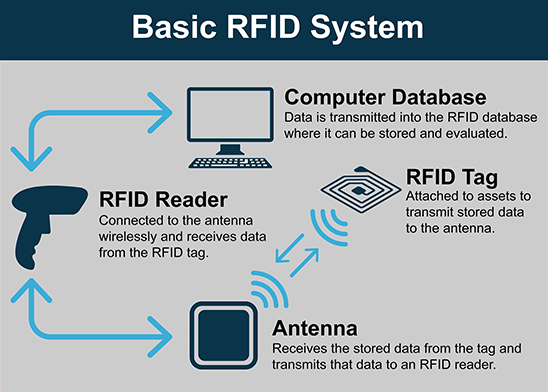 Basic RFID System
Computer Database
Data is transmitted into the RFID database
where it can be stored and evaluated.
RFID Tag
Attached to assets to
transmit stored data
to the antenna.
RFID Reader
Connected to the antenna
wirelessly and receives data
from the RFID tag.
Antenna
Receives the stored data from the tag and
transmits that data to an RFID reader.